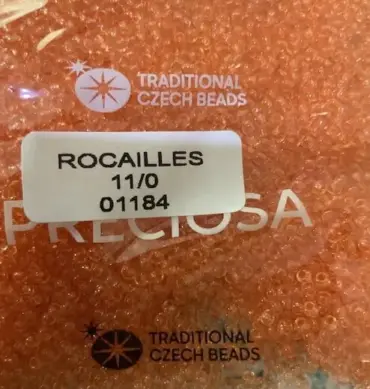 TRADITIONAL
CZECH BEADS
ROCAILLES
11/0
01184
PRECIOSA
TRADITIONAL
CZECH BEADS